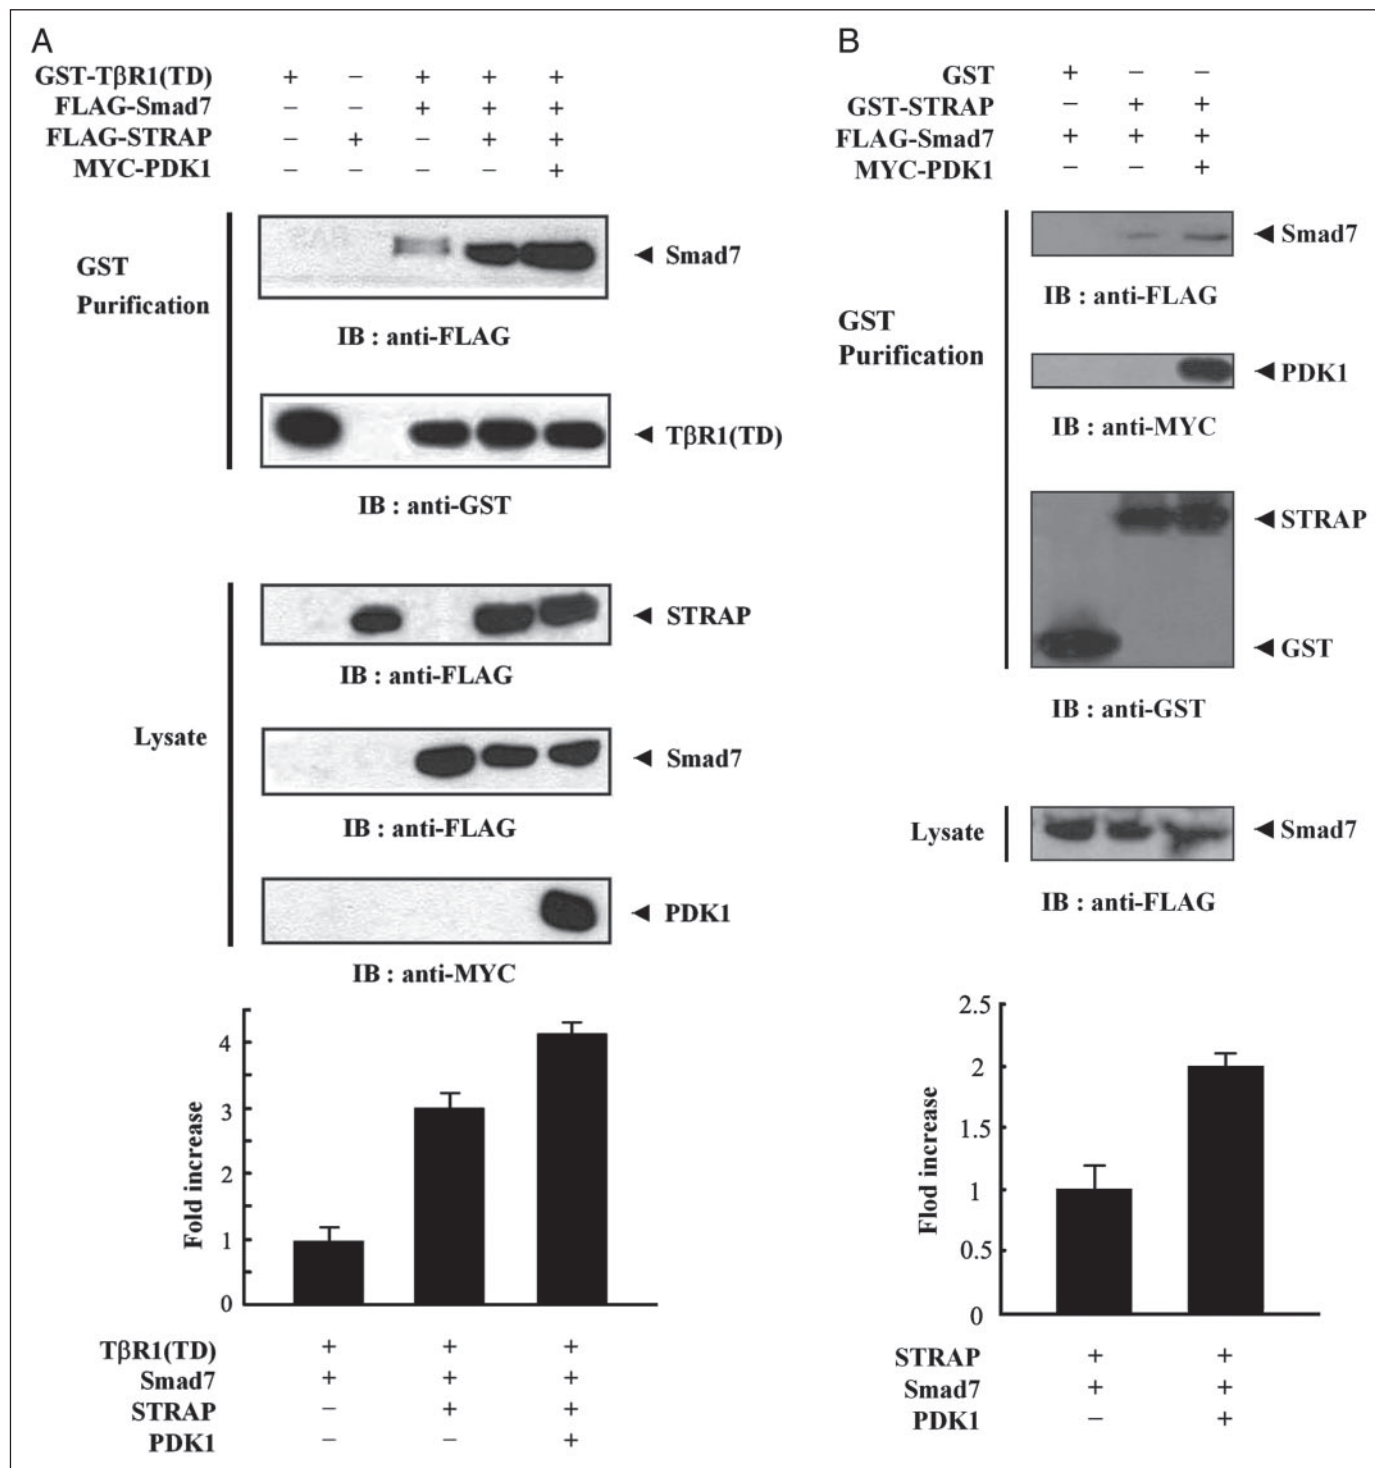 A
GST-TβR1(TD) + – + + +
FLAG-Smad7 – – + + +
FLAG-STRAP – + – + +
MYC-PDK1 – – – – +
GST
Purification
Smad7
IB : anti-FLAG
TβR1(TD)
IB : anti-GST
Lysate
STRAP
IB : anti-FLAG
Smad7
IB : anti-FLAG
PDK1
IB : anti-MYC
Fold increase
4
3
2
1
0
TβR1(TD) + + +
Smad7 + + +
STRAP – + +
PDK1 – – +
B
GST + – –
GST-STRAP – + +
FLAG-Smad7 + + +
MYC-PDK1 – – +
GST
Purification
Smad7
IB : anti-FLAG
PDK1
IB : anti-MYC
STRAP
GST
IB : anti-GST
Lysate
Smad7
IB : anti-FLAG
Flod increase
2.5
2
1.5
1
0.5
0
STRAP + +
Smad7 + +
PDK1 – +